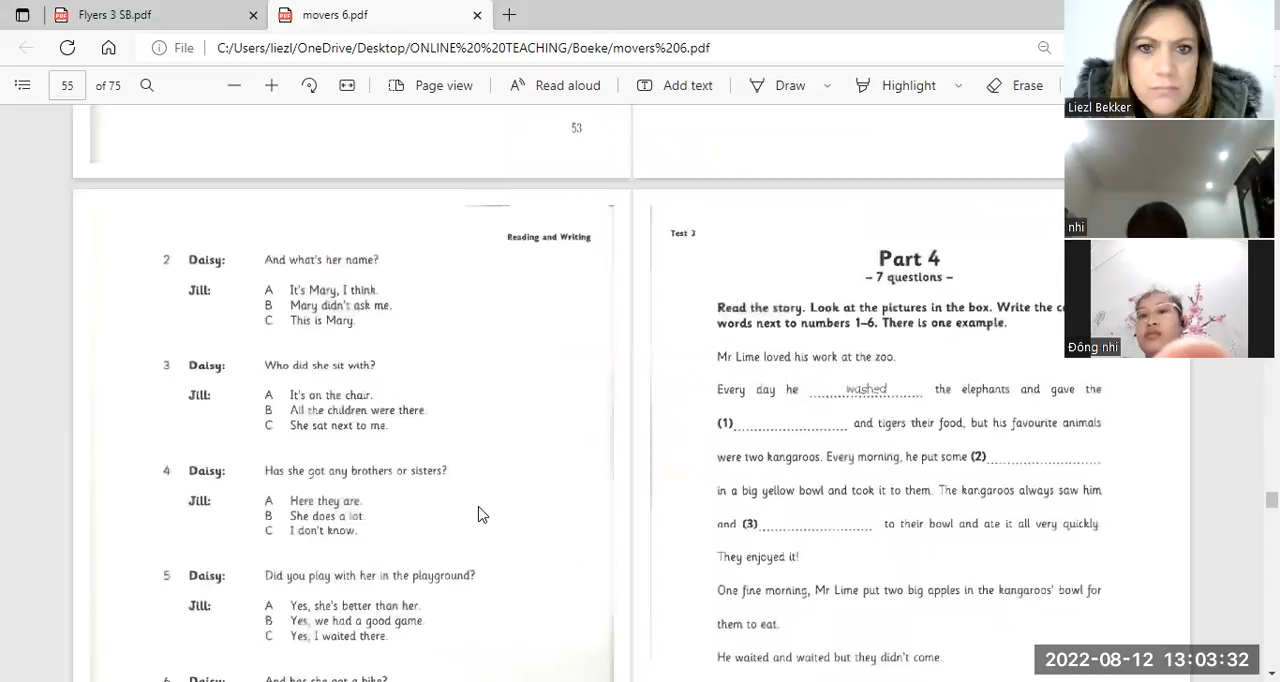 Flyers 3 SB.pdf
movers 6.pdf
File
C:/Users/liezl/OneDrive/Desktop/ONLINE%20%20TEACHING/Boeke/movers%206.pdf
55 of 75
Page view
Read aloud
Add text
Draw
Highlight
Erase
Liezl Bekker
nhi
Đông nhi
53
Reading and Writing
2 Daisy: And what's her name?
Jill: A It's Mary, I think.
B Mary didn't ask me.
C This is Mary.
3 Daisy: Who did she sit with?
Jill: A It's on the chair.
B All the children were there.
C She sat next to me.
4 Daisy: Has she got any brothers or sisters?
Jill: A Here they are.
B She does a lot.
C I don't know.
5 Daisy: Did you play with her in the playground?
Jill: A Yes, she's better than her.
B Yes, we had a good game.
C Yes, I waited there.
6 Daisy: And has she got a bike?
Test 3
Part 4
– 7 questions –
Read the story. Look at the pictures in the box. Write the
words next to numbers 1–6. There is one example.
Mr Lime loved his work at the zoo.
Every day he washed the elephants and gave the
(1) and tigers their food, but his favourite animals
were two kangaroos. Every morning, he put some (2)
in a big yellow bowl and took it to them. The kangaroos always saw him
and (3) to their bowl and ate it all very quickly.
They enjoyed it!
One fine morning, Mr Lime put two big apples in the kangaroos' bowl for
them to eat.
He waited and waited but they didn't come.
2022-08-12 13:03:32